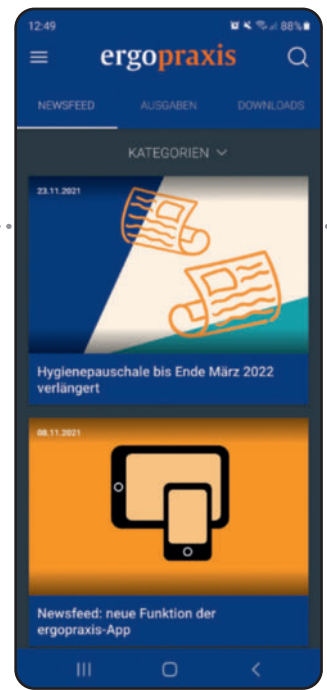 12:49
88%
ergopraxis
NEWSFEED AUSGABEN DOWNLOADS
KATEGORIEN
23.11.2021
Hygienepauschale bis Ende März 2022
verlängert
08.11.2021
Newsfeed: neue Funktion der
ergopraxis-App